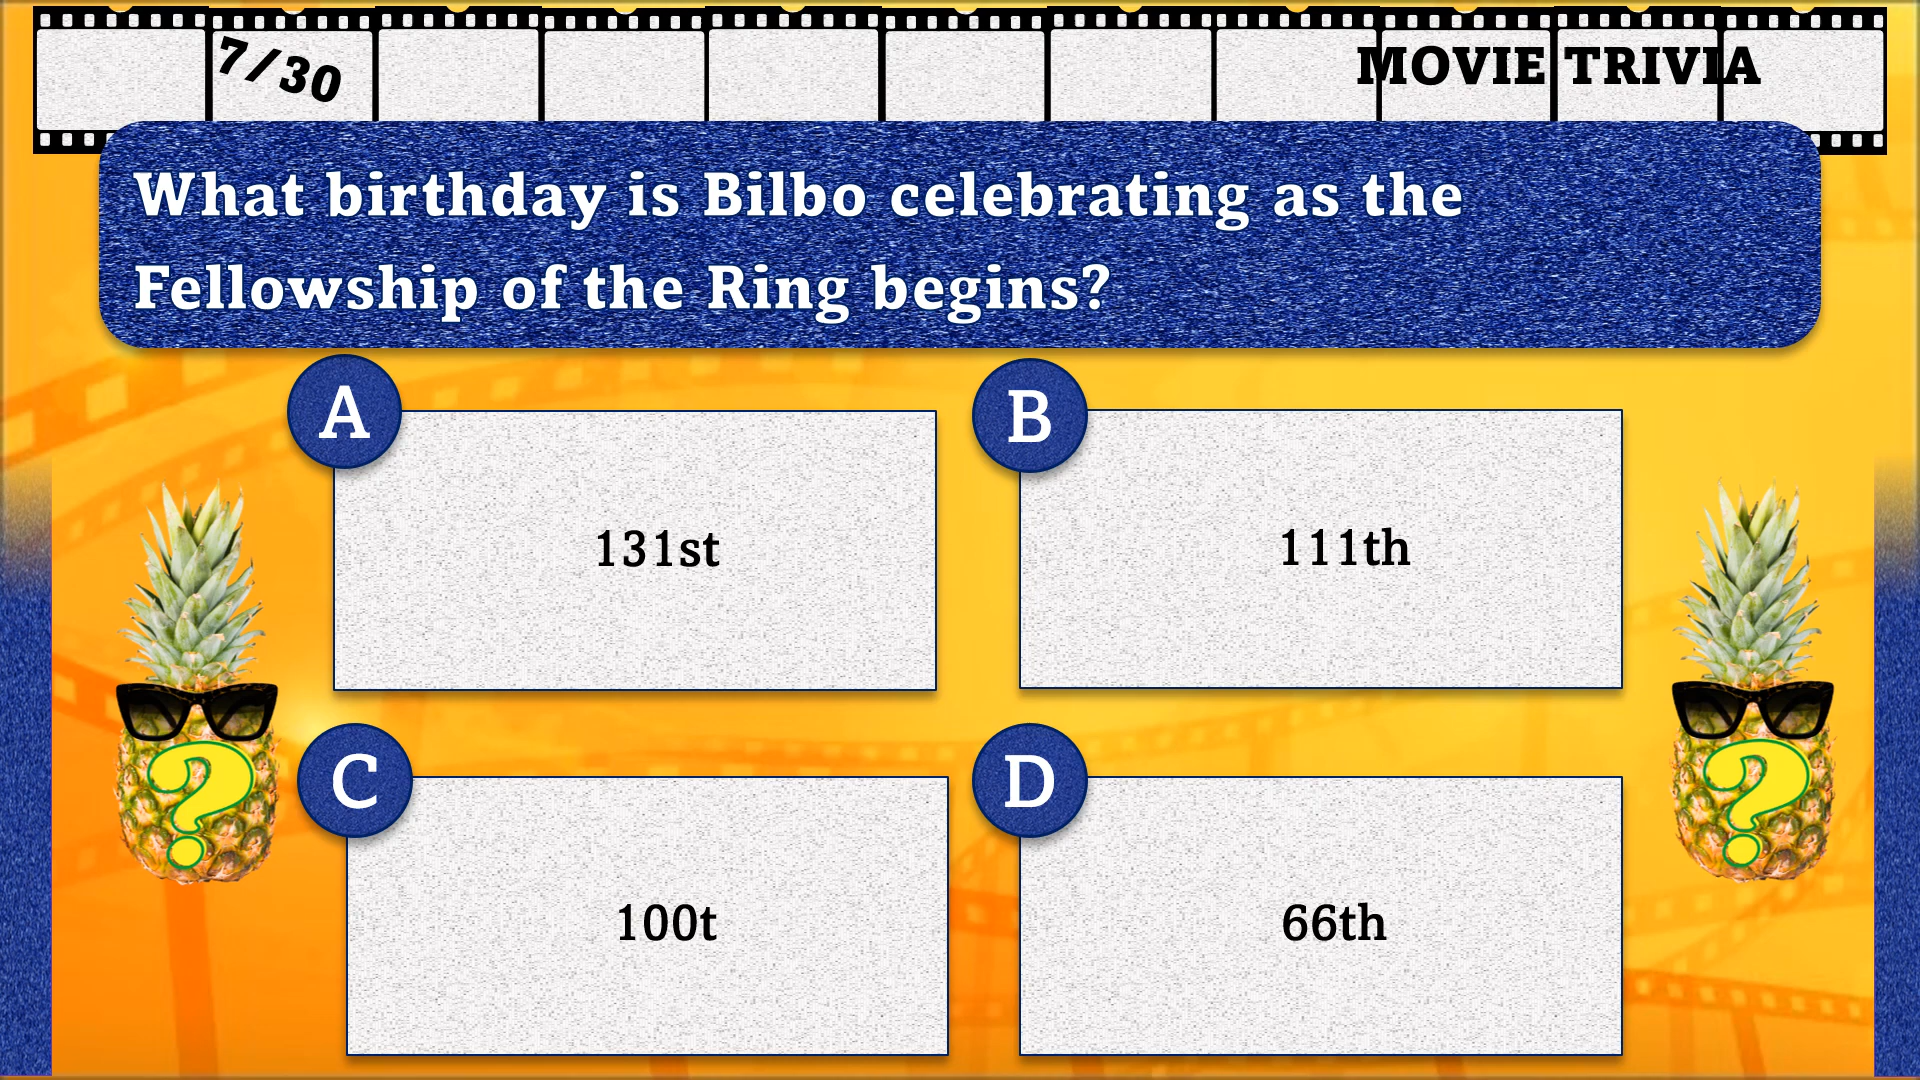 7/30
MOVIE TRIVIA
What birthday is Bilbo celebrating as the
Fellowship of the Ring begins?
A
131st
B
111th
C
100t
D
66th
?
?